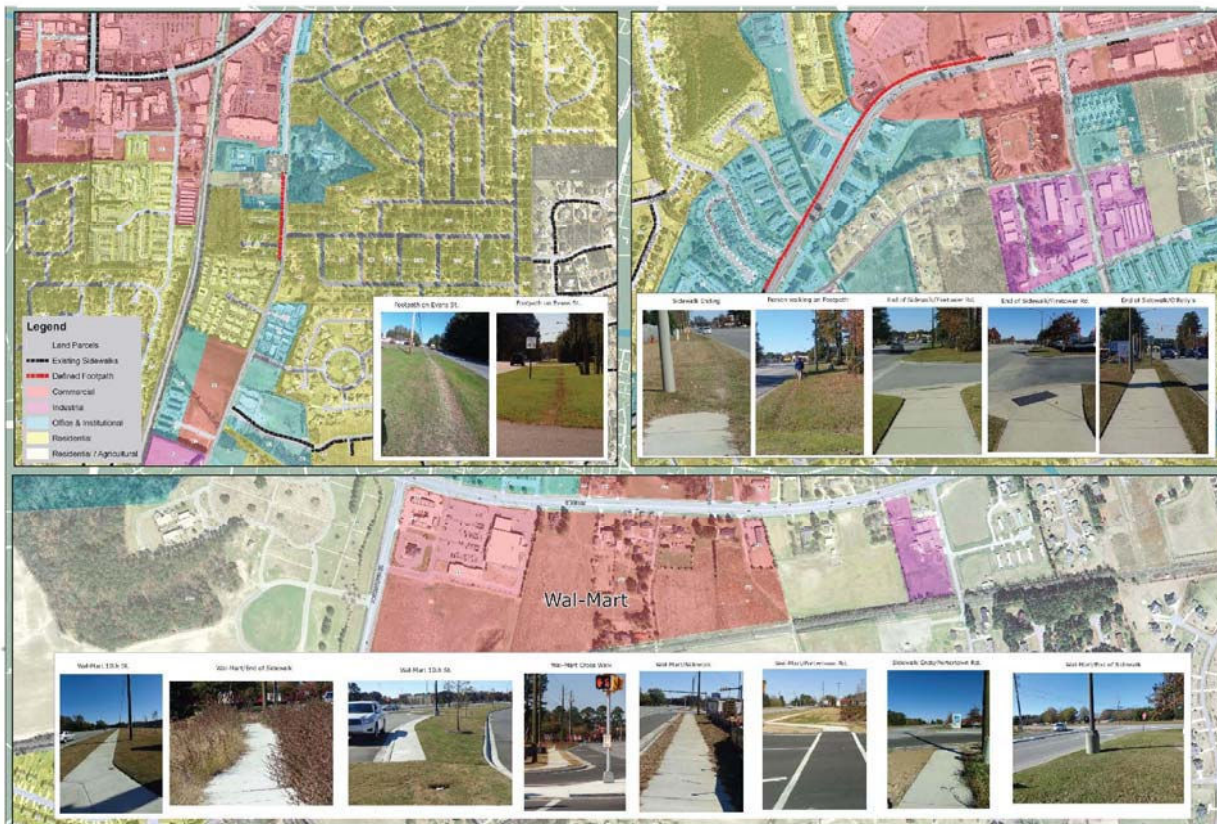 Legend
Land Parcels
Existing Sidewalks
Defined Footpath
Commercial
Industrial
Office & Institutional
Residential
Residential / Agricultural
Footpath on Evans St.
Footpath on Evans St.
Sidewalk Ending
Person walking on Footpath
End of Sidewalk/Firetower Rd.
End of Sidewalk/Firetower Rd.
End of Sidewalk/O'Reily's
Wal-Mart
Wal-Mart 10th St.
Wal-Mart/End of Sidewalk
Wal-Mart 10th St.
Wal-Mart Cross Walk
Wal-Mart/Sidewalk
Wal-Mart/Portertown Rd.
Sidewalk Ends/Portertown Rd.
Wal-Mart/End of Sidewalk